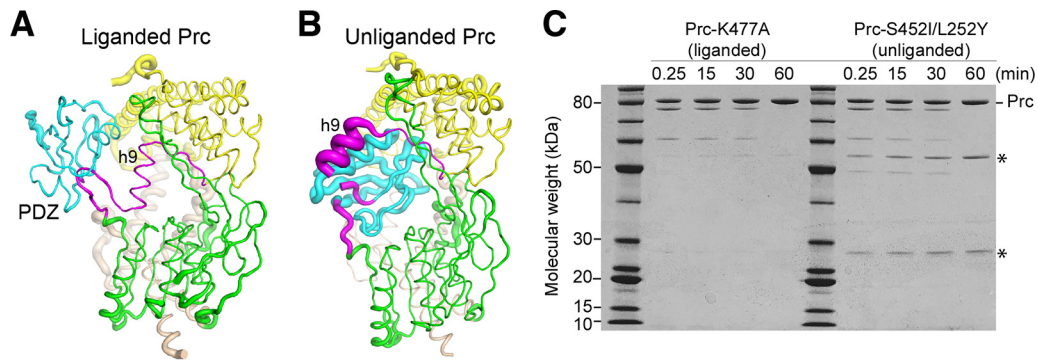 A
Liganded Prc
h9
PDZ
B
Unliganded Prc
h9
C
Prc-K477A
(liganded)
Prc-S452I/L252Y
(unliganded)
0.25 15 30 60 0.25 15 30 60 (min)
Molecular weight (kDa)
80
50
30
20
15
10
Prc
*
*